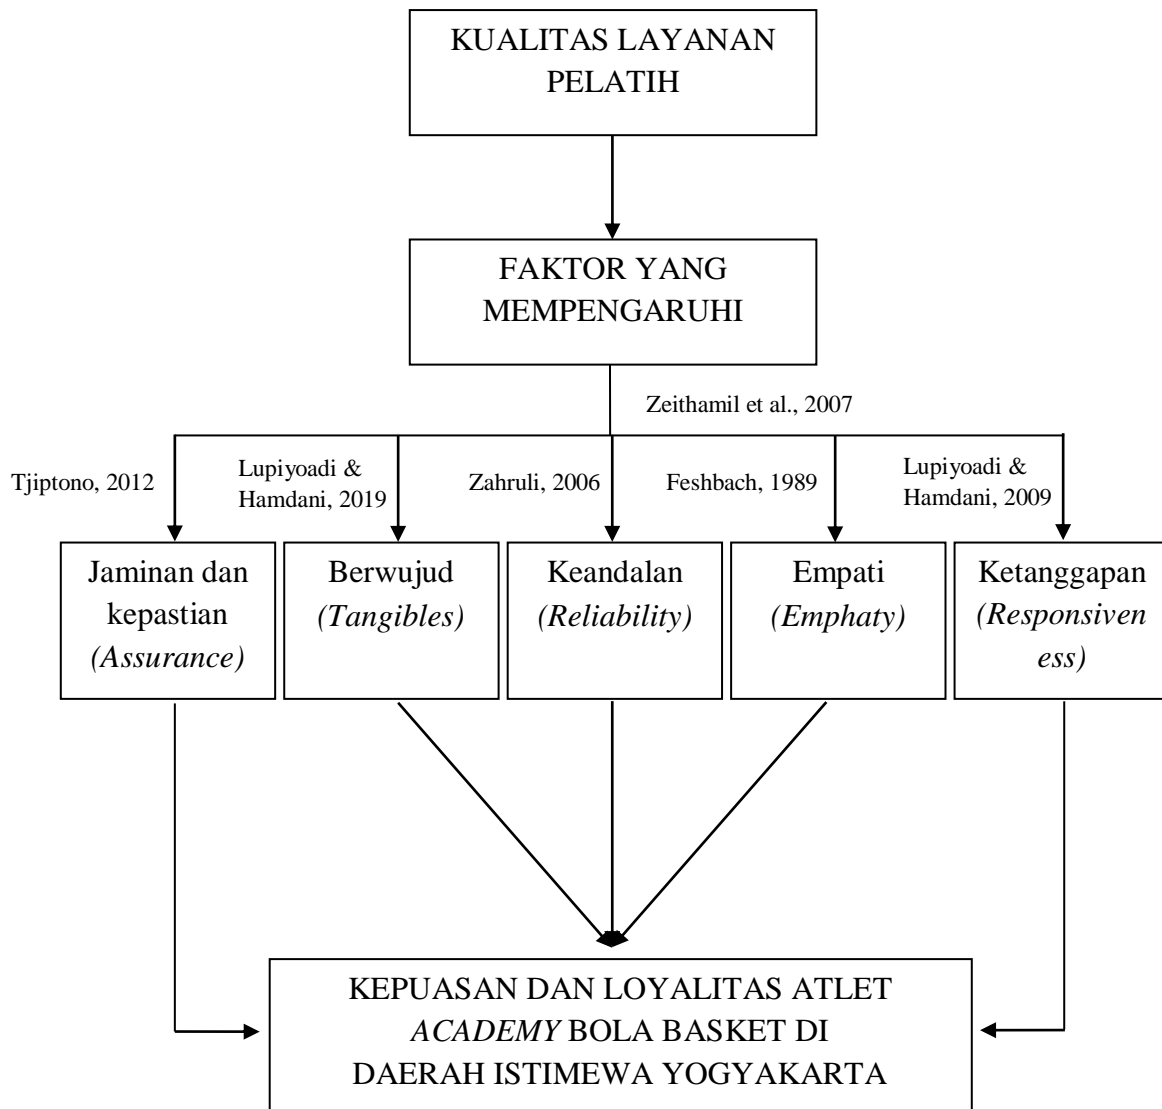 KUALITAS LAYANAN
PELATIH
FAKTOR YANG
MEMPENGARUHI
Zeithamil et al., 2007
Tjiptono, 2012
Lupiyoadi &
Hamdani, 2019
Zahruli, 2006
Feshbach, 1989
Lupiyoadi &
Hamdani, 2009
Jaminan dan
kepastian
(Assurance)
Berwujud
(Tangibles)
Keandalan
(Reliability)
Empati
(Emphaty)
Ketanggapan
(Responsiven
ess)
KEPUASAN DAN LOYALITAS ATLET
ACADEMY BOLA BASKET DI
DAERAH ISTIMEWA YOGYAKARTA